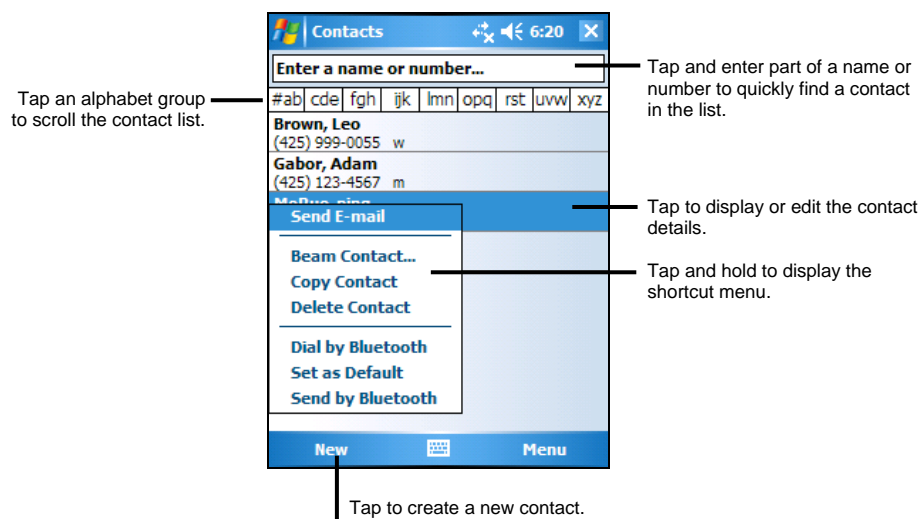 Contacts 6:20
Enter a name or number...
#ab cde fgh ijk lmn opq rst uvw xyz
Brown, Leo
(425) 999-0055 w
Gabor, Adam
(425) 123-4567 m
Send E-mail
Beam Contact...
Copy Contact
Delete Contact
Dial by Bluetooth
Set as Default
Send by Bluetooth
New Menu
Tap an alphabet group
to scroll the contact list.
Tap and enter part of a name or
number to quickly find a contact
in the list.
Tap to display or edit the contact
details.
Tap and hold to display the
shortcut menu.
Tap to create a new contact.